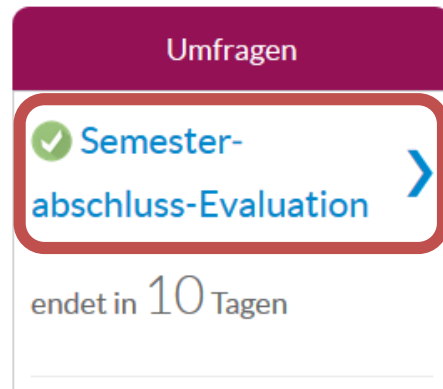 Umfragen
Semester-
abschluss-Evaluation
endet in 10 Tagen